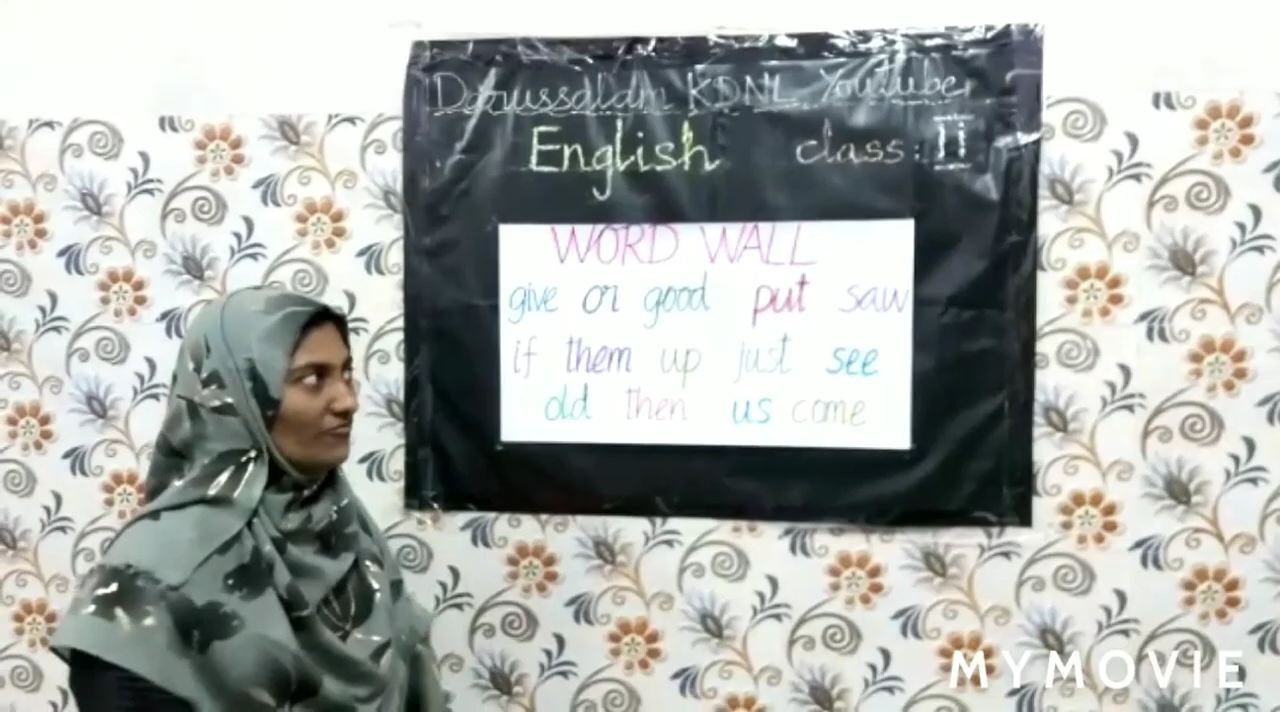 Darussalam KDNL Youtuber
English class: II
WORD WALL
give or good put saw
if them up just see
old then us come
MYMOVIE